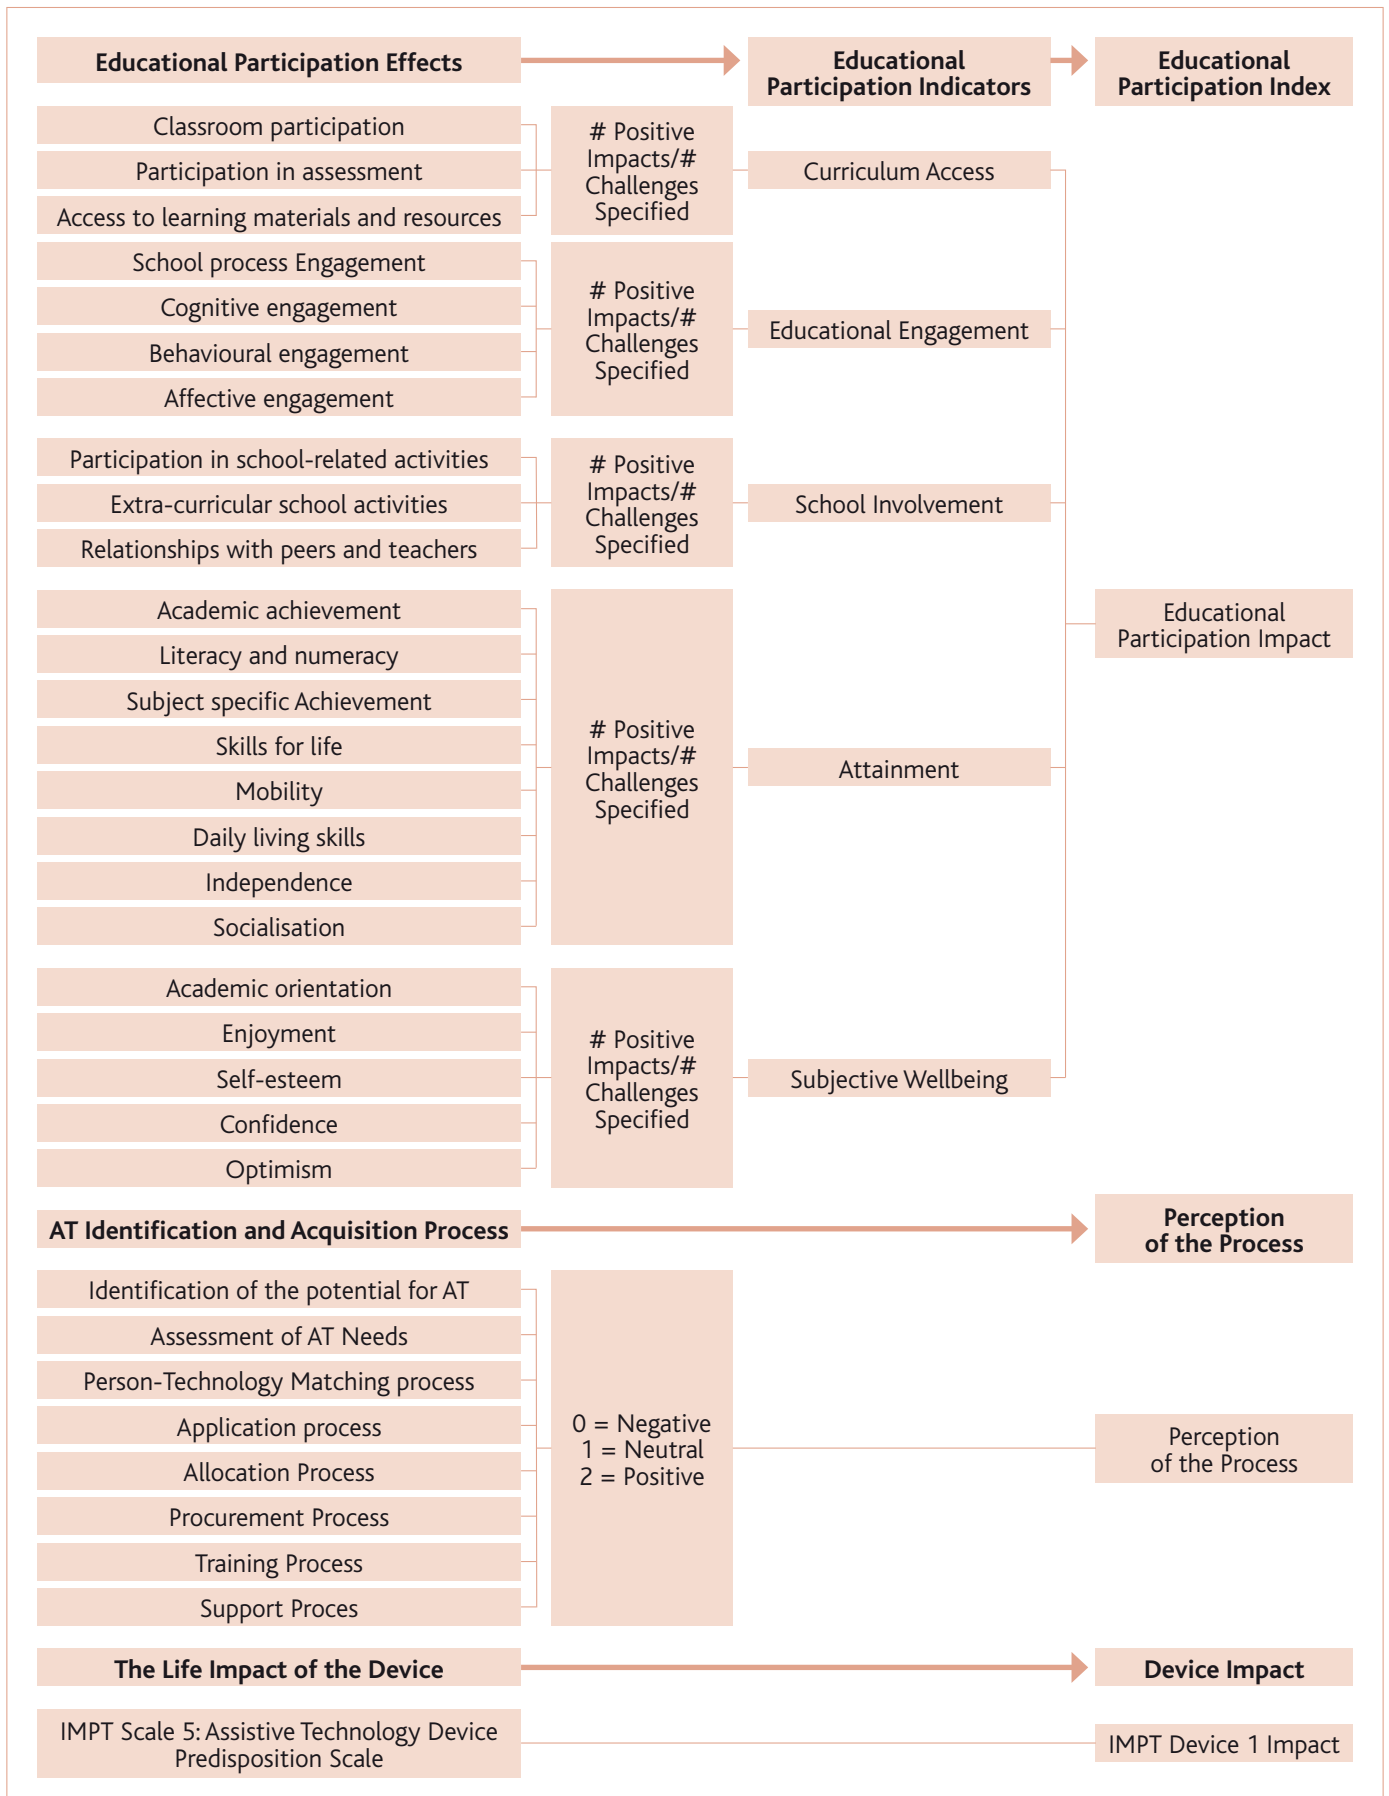 Educational Participation Effects
Educational
Participation Indicators
Educational
Participation Index
Classroom participation
Participation in assessment
Access to learning materials and resources
# Positive
Impacts/#
Challenges
Specified
Curriculum Access
School process Engagement
Cognitive engagement
Behavioural engagement
Affective engagement
# Positive
Impacts/#
Challenges
Specified
Educational Engagement
Participation in school-related activities
Extra-curricular school activities
Relationships with peers and teachers
# Positive
Impacts/#
Challenges
Specified
School Involvement
Academic achievement
Literacy and numeracy
Subject specific Achievement
Skills for life
Mobility
Daily living skills
Independence
Socialisation
# Positive
Impacts/#
Challenges
Specified
Attainment
Educational
Participation Impact
Academic orientation
Enjoyment
Self-esteem
Confidence
Optimism
# Positive
Impacts/#
Challenges
Specified
Subjective Wellbeing
AT Identification and Acquisition Process
Perception
of the Process
Identification of the potential for AT
Assessment of AT Needs
Person-Technology Matching process
Application process
Allocation Process
Procurement Process
Training Process
Support Proces
0 = Negative
1 = Neutral
2 = Positive
Perception
of the Process
The Life Impact of the Device
Device Impact
IMPT Scale 5: Assistive Technology Device
Predisposition Scale
IMPT Device 1 Impact